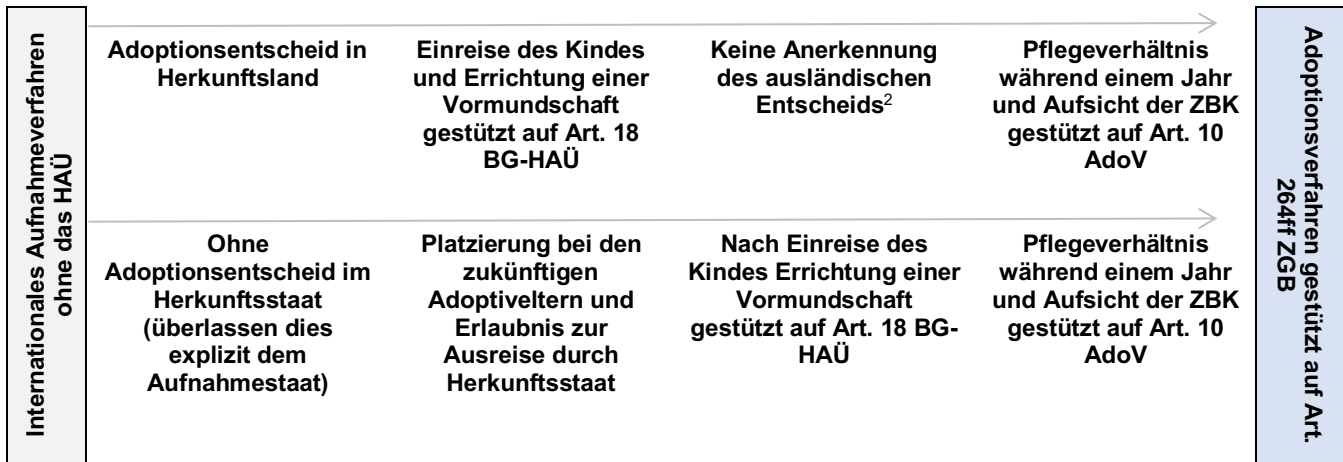 Internationales Aufnahmeverfahren
ohne das HAÜ
Adoptionsentscheid in
Herkunftsland
Einreise des Kindes
und Errichtung einer
Vormundschaft
gestützt auf Art. 18
BG-HAÜ
Keine Anerkennung
des ausländischen
Entscheids2
Pflegeverhältnis
während einem Jahr
und Aufsicht der ZBK
gestützt auf Art. 10
AdoV
Ohne
Adoptionsentscheid im
Herkunftsstaat
(überlassen dies
explizit dem
Aufnahmestaat)
Platzierung bei den
zukünftigen
Adoptiveltern und
Erlaubnis zur
Ausreise durch
Herkunftsstaat
Nach Einreise des
Kindes Errichtung einer
Vormundschaft
gestützt auf Art. 18 BG-
HAÜ
Pflegeverhältnis
während einem Jahr
und Aufsicht der ZBK
gestützt auf Art. 10
AdoV
Adoptionsverfahren gestützt auf Art.
264ff ZGB